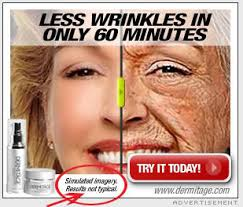 LESS WRINKLES IN
ONLY 60 MINUTES
Simulated imagery.
Results not typical.
TRY IT TODAY!
www.dermitage.com
ADVERTISEMENT